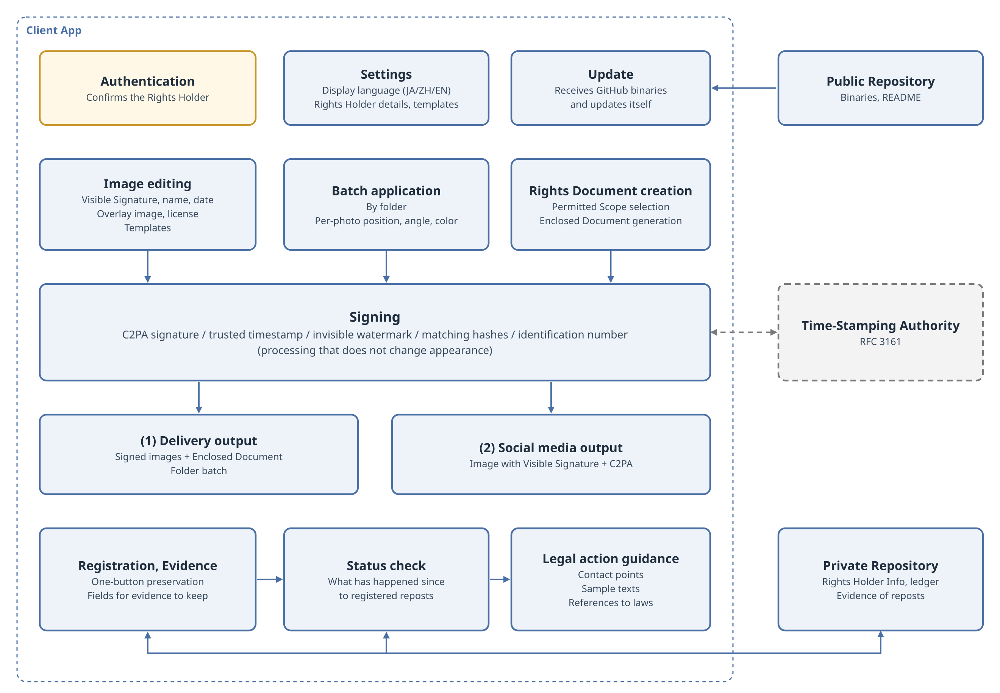 Client App
Authentication
Confirms the Rights Holder
Settings
Display language (JA/ZH/EN)
Rights Holder details, templates
Update
Receives GitHub binaries
and updates itself
Public Repository
Binaries, README
Image editing
Visible Signature, name, date
Overlay image, license
Templates
Batch application
By folder
Per-photo position, angle, color
Rights Document creation
Permitted Scope selection
Enclosed Document generation
Signing
C2PA signature / trusted timestamp / invisible watermark / matching hashes / identification number
(processing that does not change appearance)
Time-Stamping Authority
RFC 3161
(1) Delivery output
Signed images + Enclosed Document
Folder batch
(2) Social media output
Image with Visible Signature + C2PA
Registration, Evidence
One-button preservation
Fields for evidence to keep
Status check
What has happened since
to registered reposts
Legal action guidance
Contact points
Sample texts
References to laws
Private Repository
Rights Holder Info, ledger
Evidence of reposts